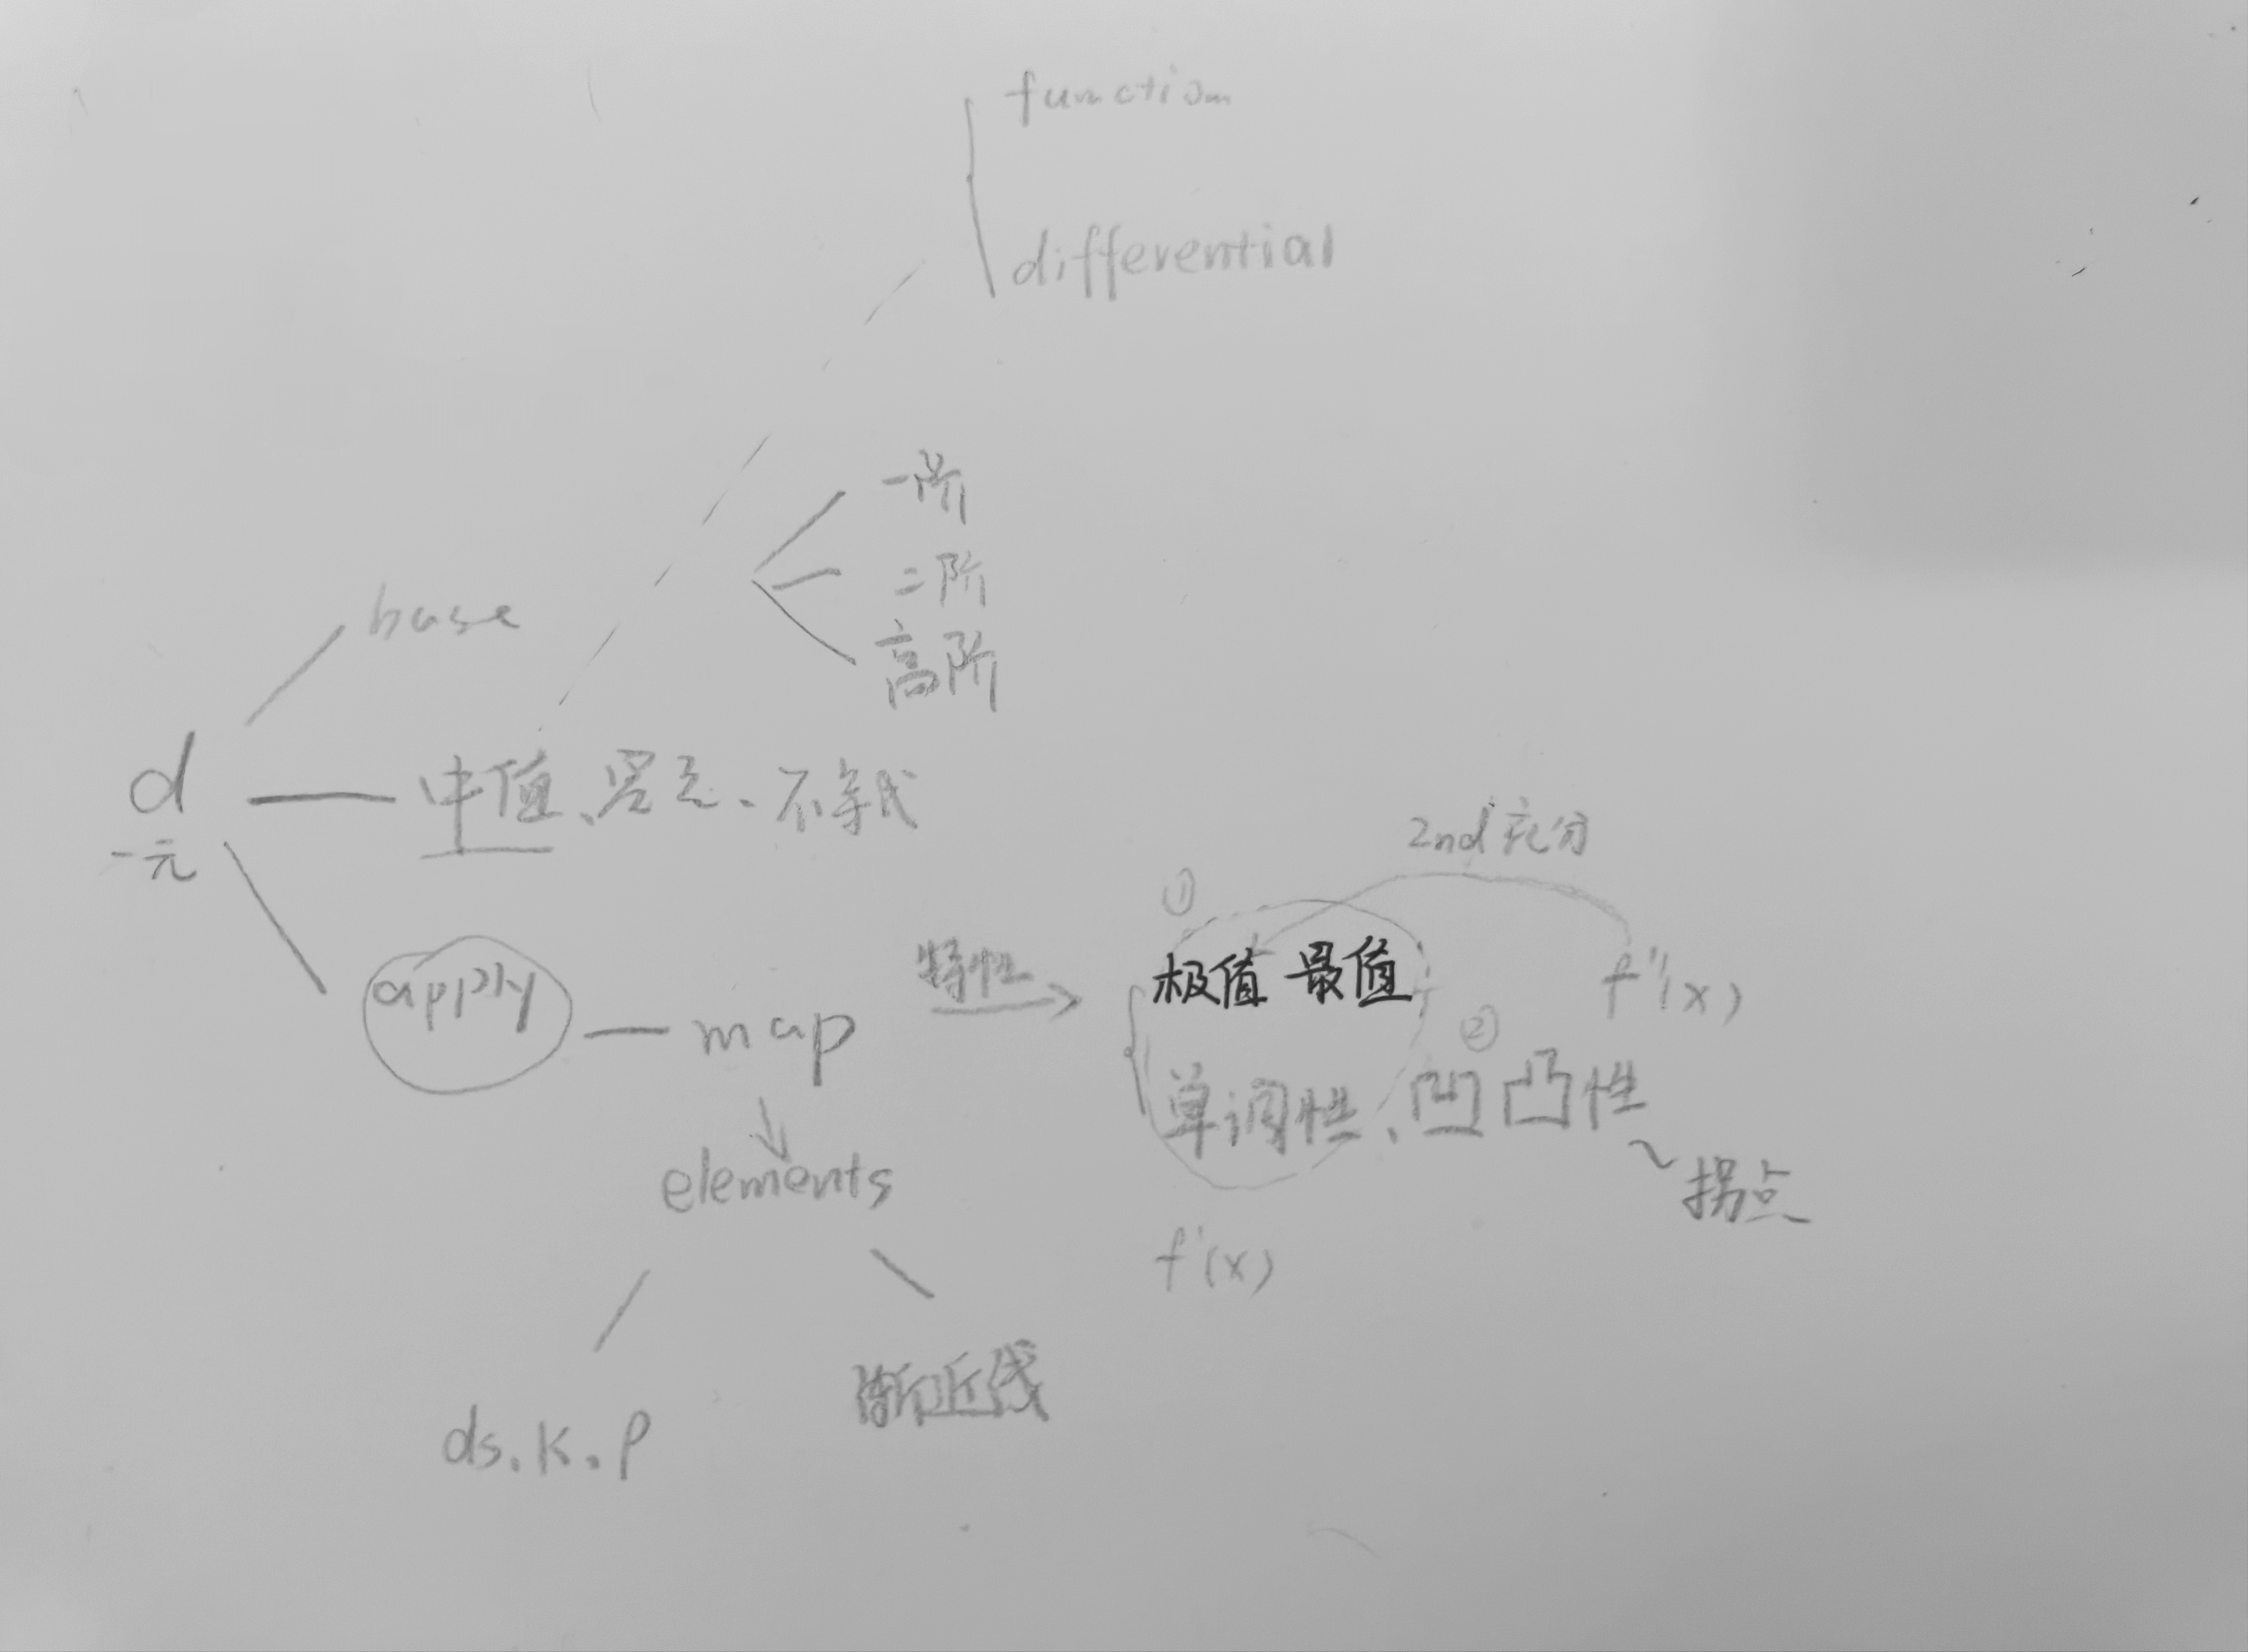 function
differential
一阶
二阶
高阶
base
d
一元
中值、罗尔、不等式
2nd 充分
①
极值 最值
f''(x)
②
apply
map
特性
单调性、凹凸性
拐点
elements
f'(x)
渐近线
ds.k.ρ